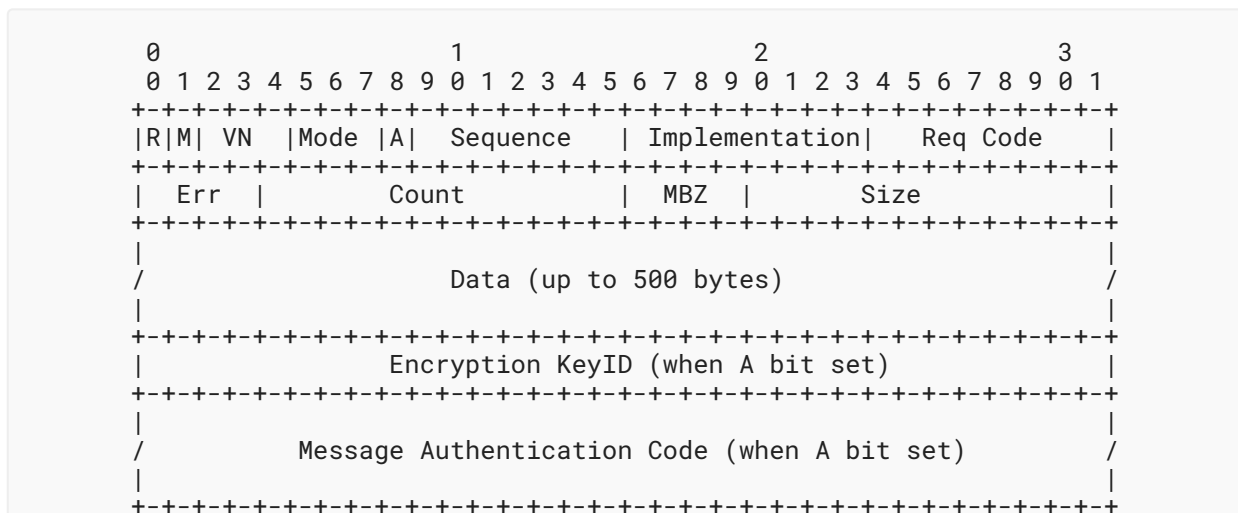 0                   1                   2                   3
 0 1 2 3 4 5 6 7 8 9 0 1 2 3 4 5 6 7 8 9 0 1 2 3 4 5 6 7 8 9 0 1
+-+-+-+-+-+-+-+-+-+-+-+-+-+-+-+-+-+-+-+-+-+-+-+-+-+-+-+-+-+-+-+-+
|R|M| VN  |Mode |A|  Sequence   | Implementation|   Req Code    |
+-+-+-+-+-+-+-+-+-+-+-+-+-+-+-+-+-+-+-+-+-+-+-+-+-+-+-+-+-+-+-+-+
|  Err  |        Count          |  MBZ  |       Size            |
+-+-+-+-+-+-+-+-+-+-+-+-+-+-+-+-+-+-+-+-+-+-+-+-+-+-+-+-+-+-+-+-+
|                                                               |
/                    Data (up to 500 bytes)                     /
|                                                               |
+-+-+-+-+-+-+-+-+-+-+-+-+-+-+-+-+-+-+-+-+-+-+-+-+-+-+-+-+-+-+-+-+
|                Encryption KeyID (when A bit set)              |
+-+-+-+-+-+-+-+-+-+-+-+-+-+-+-+-+-+-+-+-+-+-+-+-+-+-+-+-+-+-+-+-+
|                                                               |
/          Message Authentication Code (when A bit set)         /
|                                                               |
+-+-+-+-+-+-+-+-+-+-+-+-+-+-+-+-+-+-+-+-+-+-+-+-+-+-+-+-+-+-+-+-+